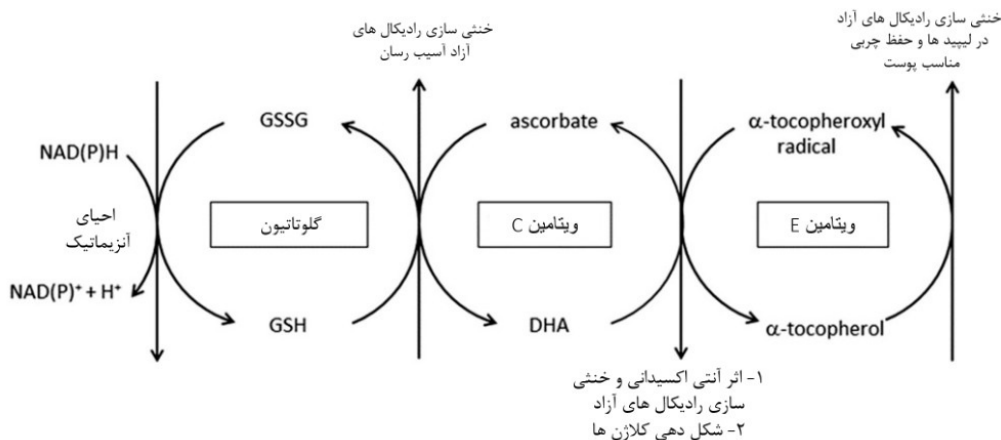 خنثی سازی رادیکال های آزاد
در لیپید ها و حفظ چربی
مناسب پوست
خنثی سازی رادیکال های
آزاد آسیب رسان
GSSG
ascorbate
α-tocopheroxyl
radical
NAD(P)H
احیای
آنزیماتیک
گلوتاتیون
ویتامین C
ویتامین E
NAD(P)⁺ + H⁺
GSH
DHA
α-tocopherol
۱- اثر آنتی اکسیدانی و خنثی
سازی رادیکال های آزاد
۲- شکل دهی کلاژن ها